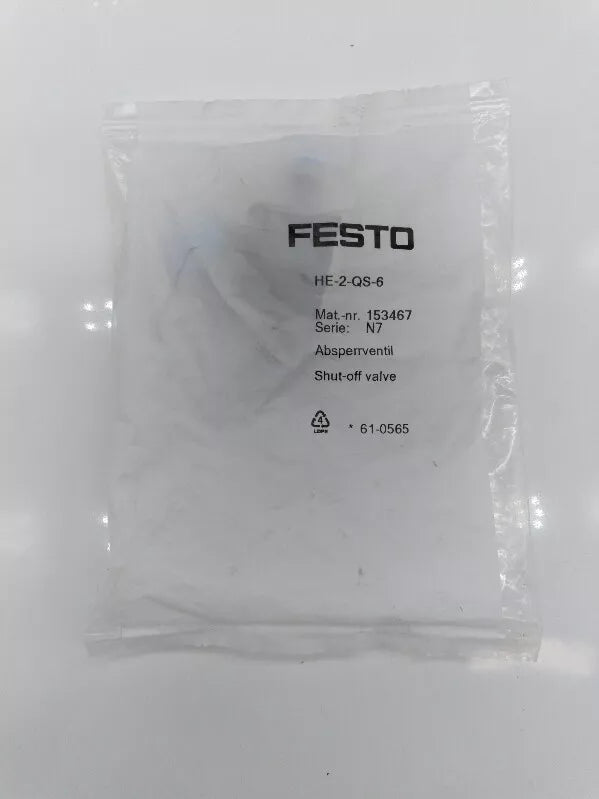 FESTO
HE-2-QS-6
Mat.-nr. 153467
Serie: N7
Absperrventil
Shut-off valve
4
LDPE
* 61-0565